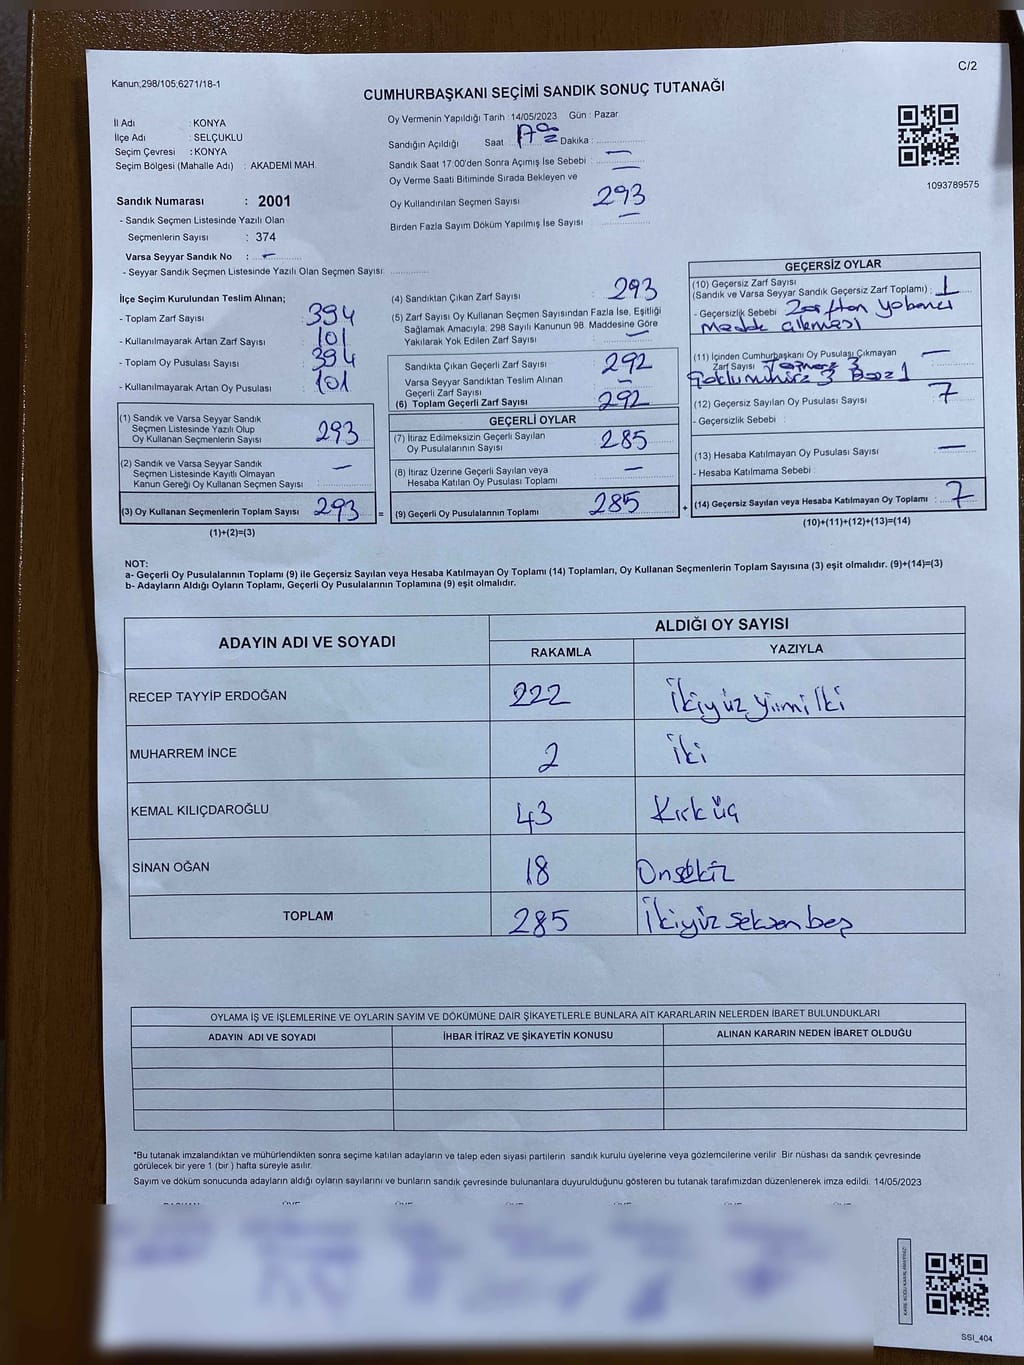 C/2
Kanun;298/105;6271/18-1
CUMHURBAŞKANI SEÇİMİ SANDIK SONUÇ TUTANAĞI
İl Adı : KONYA
İlçe Adı : SELÇUKLU
Seçim Çevresi : KONYA
Seçim Bölgesi (Mahalle Adı) : AKADEMİ MAH.
Oy Vermenin Yapıldığı Tarih : 14/05/2023 Gün : Pazar
Sandığın Açıldığı Saat 17 Dakika :
Sandık Saat 17:00'den Sonra Açımış İse Sebebi : —
Oy Verme Saati Bitiminde Sırada Bekleyen ve
Oy Kullandırılan Seçmen Sayısı 293
Birden Fazla Sayım Döküm Yapılmış İse Sayısı —
1093789575
Sandık Numarası : 2001
- Sandık Seçmen Listesinde Yazılı Olan
Seçmenlerin Sayısı : 374
Varsa Seyyar Sandık No : —
- Seyyar Sandık Seçmen Listesinde Yazılı Olan Seçmen Sayısı:
İlçe Seçim Kurulundan Teslim Alınan;
- Toplam Zarf Sayısı 394
- Kullanılmayarak Artan Zarf Sayısı 101
- Toplam Oy Pusulası Sayısı 394
- Kullanılmayarak Artan Oy Pusulası 101
(1) Sandık ve Varsa Seyyar Sandık
Seçmen Listesinde Yazılı Olup
Oy Kullanan Seçmenlerin Sayısı 293
(2) Sandık ve Varsa Seyyar Sandık
Seçmen Listesinde Kayıtlı Olmayan
Kanun Gereği Oy Kullanan Seçmen Sayısı —
(3) Oy Kullanan Seçmenlerin Toplam Sayısı 293 =
(1)+(2)=(3)
(4) Sandıktan Çıkan Zarf Sayısı : 293
(5) Zarf Sayısı Oy Kullanan Seçmen Sayısından Fazla İse, Eşitliği
Sağlamak Amacıyla; 298 Sayılı Kanunun 98. Maddesine Göre
Yakılarak Yok Edilen Zarf Sayısı —
Sandıkta Çıkan Geçerli Zarf Sayısı 292
Varsa Seyyar Sandıktan Teslim Alınan
Geçerli Zarf Sayısı —
(6) Toplam Geçerli Zarf Sayısı 292
GEÇERLİ OYLAR
(7) İtiraz Edilmeksizin Geçerli Sayılan
Oy Pusulalarının Sayısı 285
(8) İtiraz Üzerine Geçerli Sayılan veya
Hesaba Katılan Oy Pusulası Toplamı —
(9) Geçerli Oy Pusulalarının Toplamı 285 +
GEÇERSİZ OYLAR
(10) Geçersiz Zarf Sayısı
(Sandık ve Varsa Seyyar Sandık Geçersiz Zarf Toplamı) : 1
- Geçersizlik Sebebi Zarftan yabancı
madde çıkması
(11) İçinden Cumhurbaşkanı Oy Pusulası Çıkmayan
Zarf Sayısı —
3
3 1
(12) Geçersiz Sayılan Oy Pusulası Sayısı 7
- Geçersizlik Sebebi
(13) Hesaba Katılmayan Oy Pusulası Sayısı —
- Hesaba Katılmama Sebebi
(14) Geçersiz Sayılan veya Hesaba Katılmayan Oy Toplamı : 7
(10)+(11)+(12)+(13)=(14)
NOT:
a- Geçerli Oy Pusulalarının Toplamı (9) ile Geçersiz Sayılan veya Hesaba Katılmayan Oy Toplamı (14) Toplamları, Oy Kullanan Seçmenlerin Toplam Sayısına (3) eşit olmalıdır. (9)+(14)=(3)
b- Adayların Aldığı Oyların Toplamı, Geçerli Oy Pusulalarının Toplamına (9) eşit olmalıdır.
ADAYIN ADI VE SOYADI
ALDIĞI OY SAYISI
RAKAMLA YAZIYLA
RECEP TAYYİP ERDOĞAN 222 İkiyüz yimi İki
MUHARREM İNCE 2 İki
KEMAL KILIÇDAROĞLU 43 Kırk üç
SİNAN OĞAN 18 Onsekiz
TOPLAM 285 İkiyüz seksen beş
OYLAMA İŞ VE İŞLEMLERİNE VE OYLARIN SAYIM VE DÖKÜMÜNE DAİR ŞİKAYETLERLE BUNLARA AİT KARARLARIN NELERDEN İBARET BULUNDUKLARI
ADAYIN ADI VE SOYADI İHBAR İTİRAZ VE ŞİKAYETİN KONUSU ALINAN KARARIN NEDEN İBARET OLDUĞU
*Bu tutanak imzalandıktan ve mühürlendikten sonra seçime katılan adayların ve talep eden siyasi partilerin sandık kurulu üyelerine veya gözlemcilerine verilir. Bir nüshası da sandık çevresinde
görülecek bir yere 1 (bir) hafta süreyle asılır.
Sayım ve döküm sonucunda adayların aldığı oyların sayılarını ve bunların sandık çevresinde bulunanlara duyurulduğunu gösteren bu tutanak tarafımızdan düzenlenerek imza edildi. 14/05/2023
SSI_404